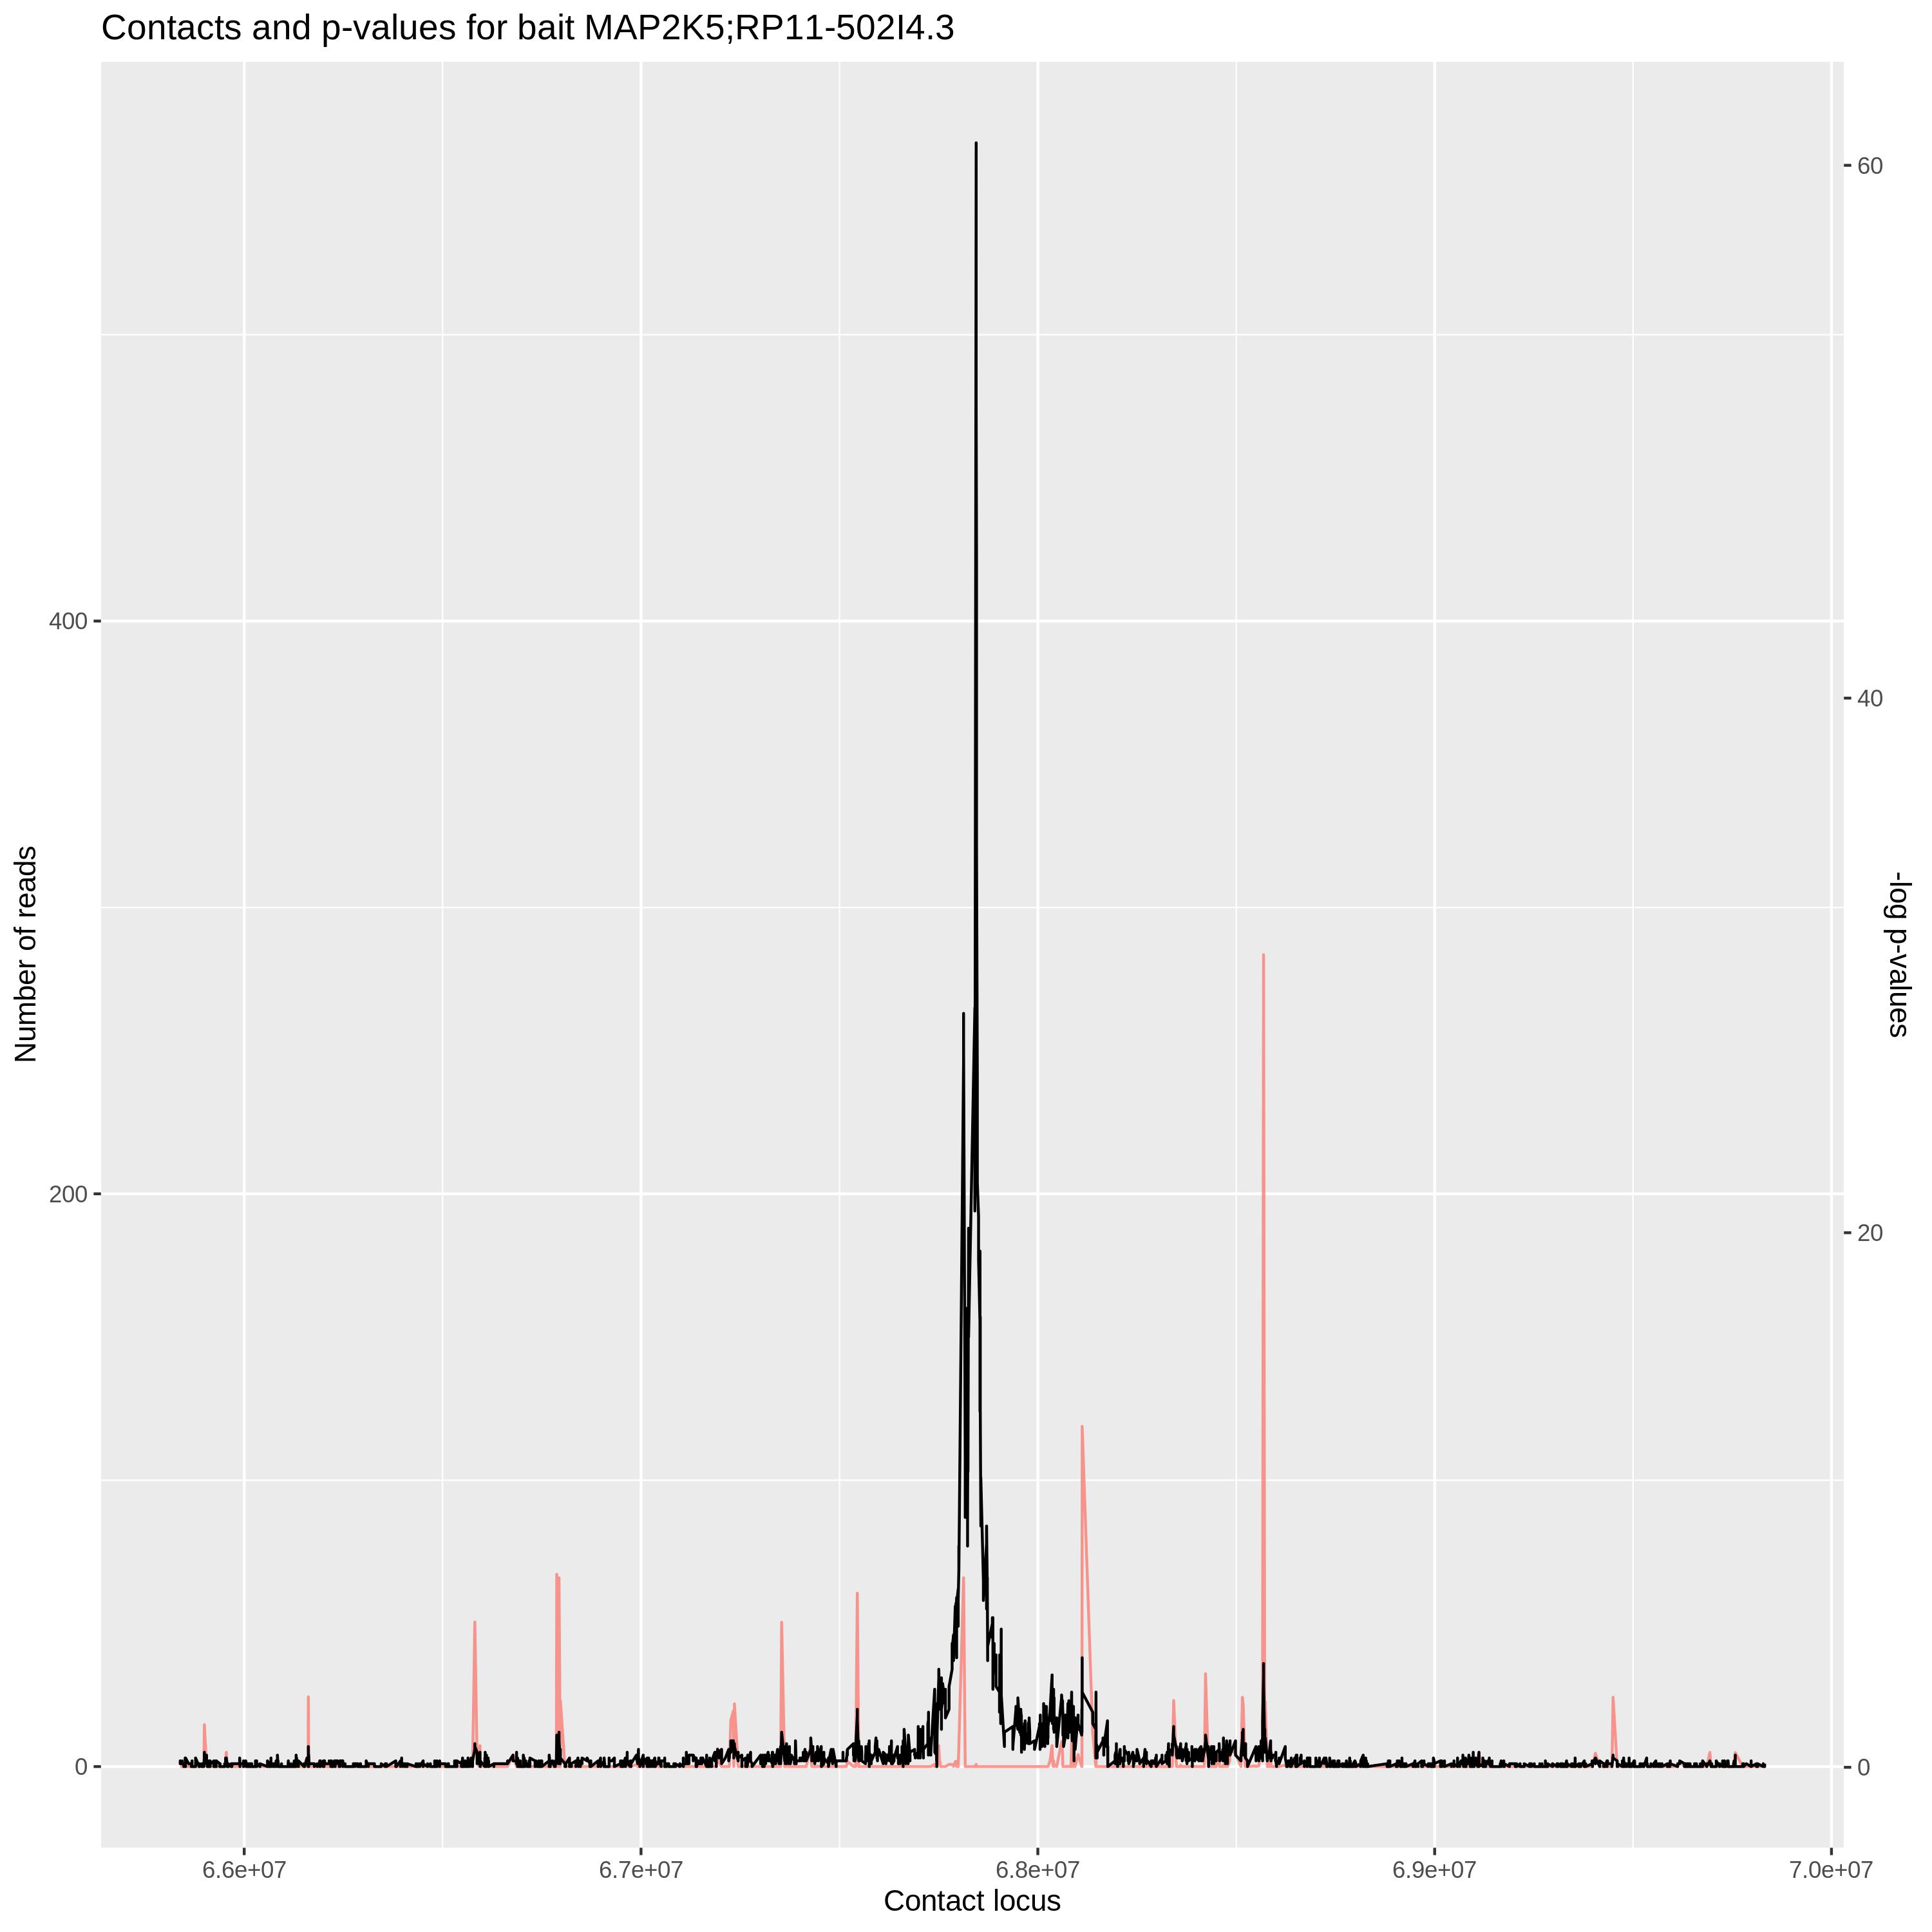 Contacts and p-values for bait MAP2K5;RP11-502I4.3
60
400
40
Number of reads
-log p-values
200
20
0
0
6.6e+07
6.7e+07
6.8e+07
6.9e+07
7.0e+07
Contact locus